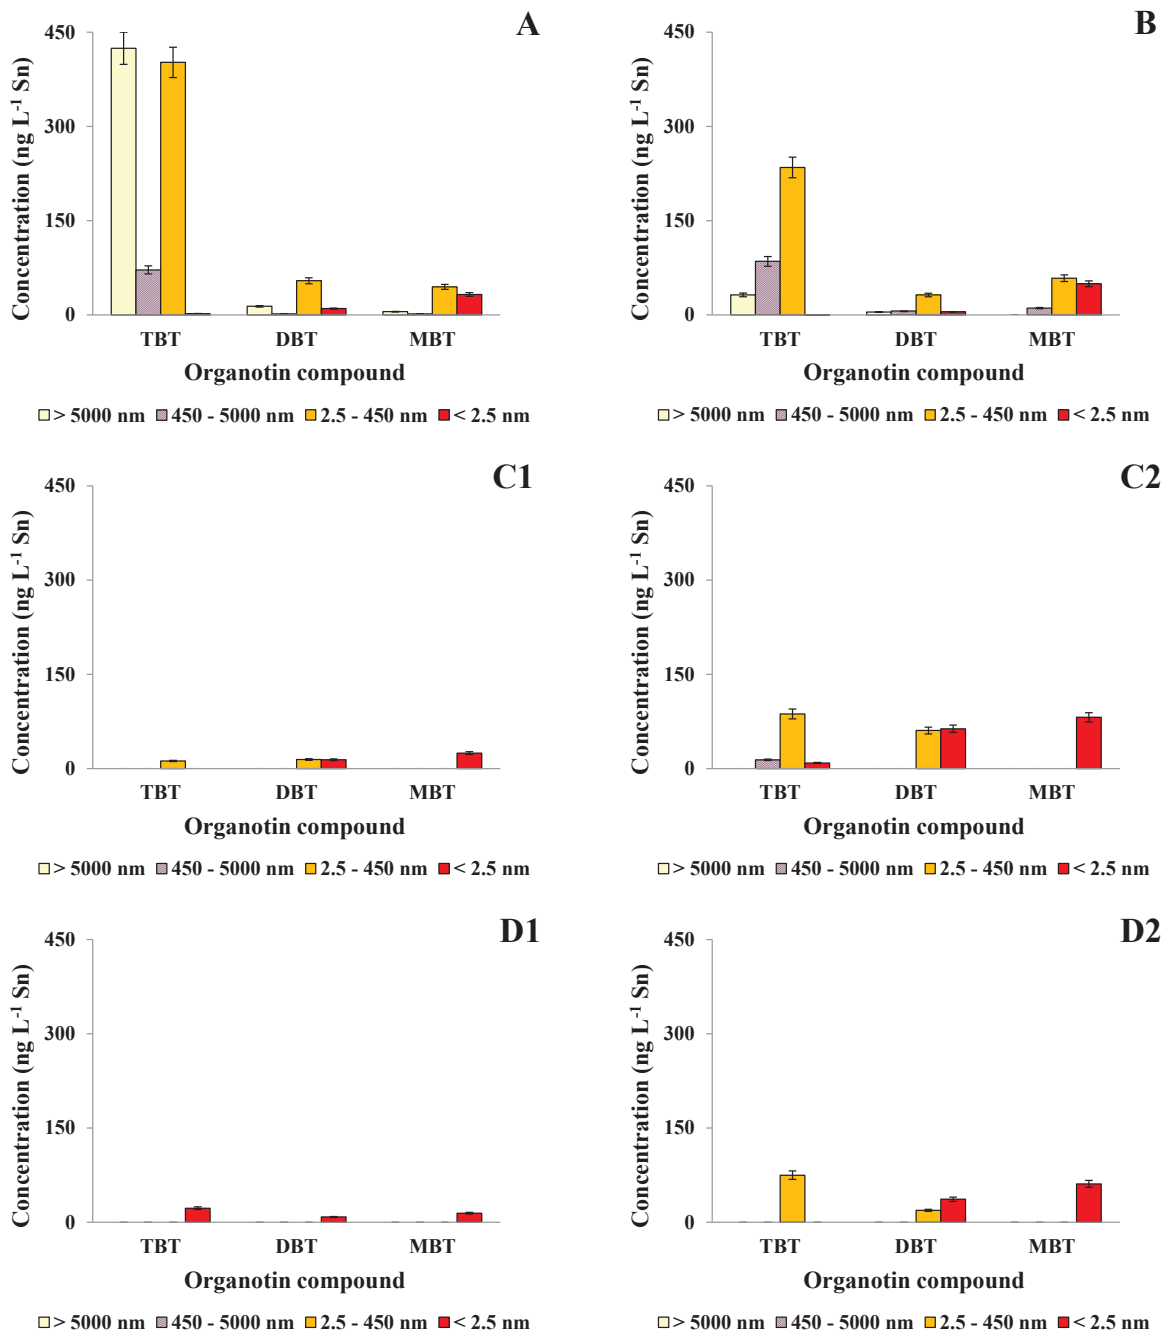 A
Concentration (ng L-1 Sn)
450
300
150
0
TBT DBT MBT
Organotin compound
> 5000 nm 450 - 5000 nm 2.5 - 450 nm < 2.5 nm
B
Concentration (ng L-1 Sn)
450
300
150
0
TBT DBT MBT
Organotin compound
> 5000 nm 450 - 5000 nm 2.5 - 450 nm < 2.5 nm
C1
Concentration (ng L-1 Sn)
450
300
150
0
TBT DBT MBT
Organotin compound
> 5000 nm 450 - 5000 nm 2.5 - 450 nm < 2.5 nm
C2
Concentration (ng L-1 Sn)
450
300
150
0
TBT DBT MBT
Organotin compound
> 5000 nm 450 - 5000 nm 2.5 - 450 nm < 2.5 nm
D1
Concentration (ng L-1 Sn)
450
300
150
0
TBT DBT MBT
Organotin compound
> 5000 nm 450 - 5000 nm 2.5 - 450 nm < 2.5 nm
D2
Concentration (ng L-1 Sn)
450
300
150
0
TBT DBT MBT
Organotin compound
> 5000 nm 450 - 5000 nm 2.5 - 450 nm < 2.5 nm